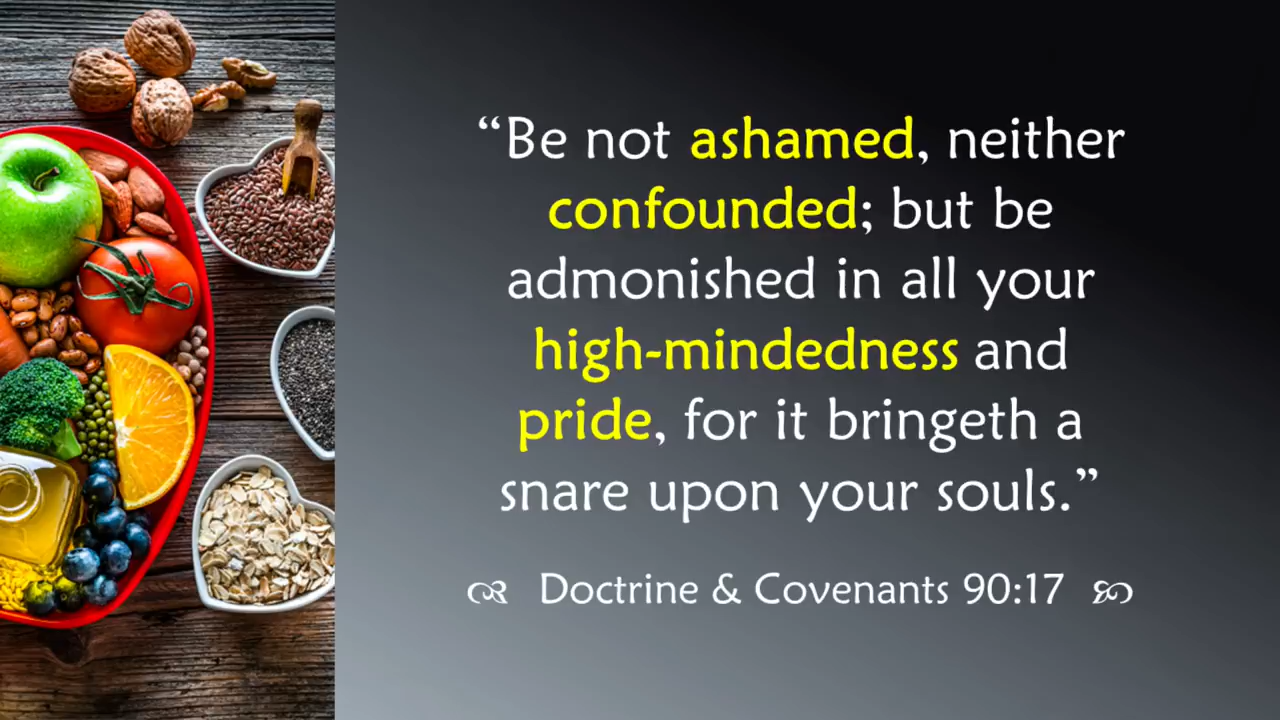 “Be not ashamed, neither
confounded; but be
admonished in all your
high-mindedness and
pride, for it bringeth a
snare upon your souls.”
Doctrine & Covenants 90:17